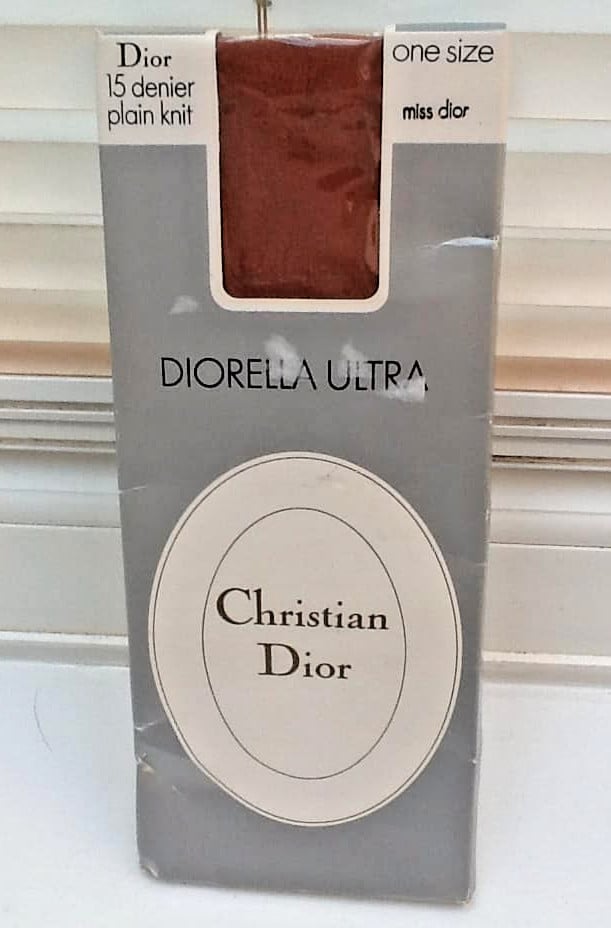 Dior
15 denier
plain knit
one size
miss dior
DIORELLA ULTRA
Christian
Dior